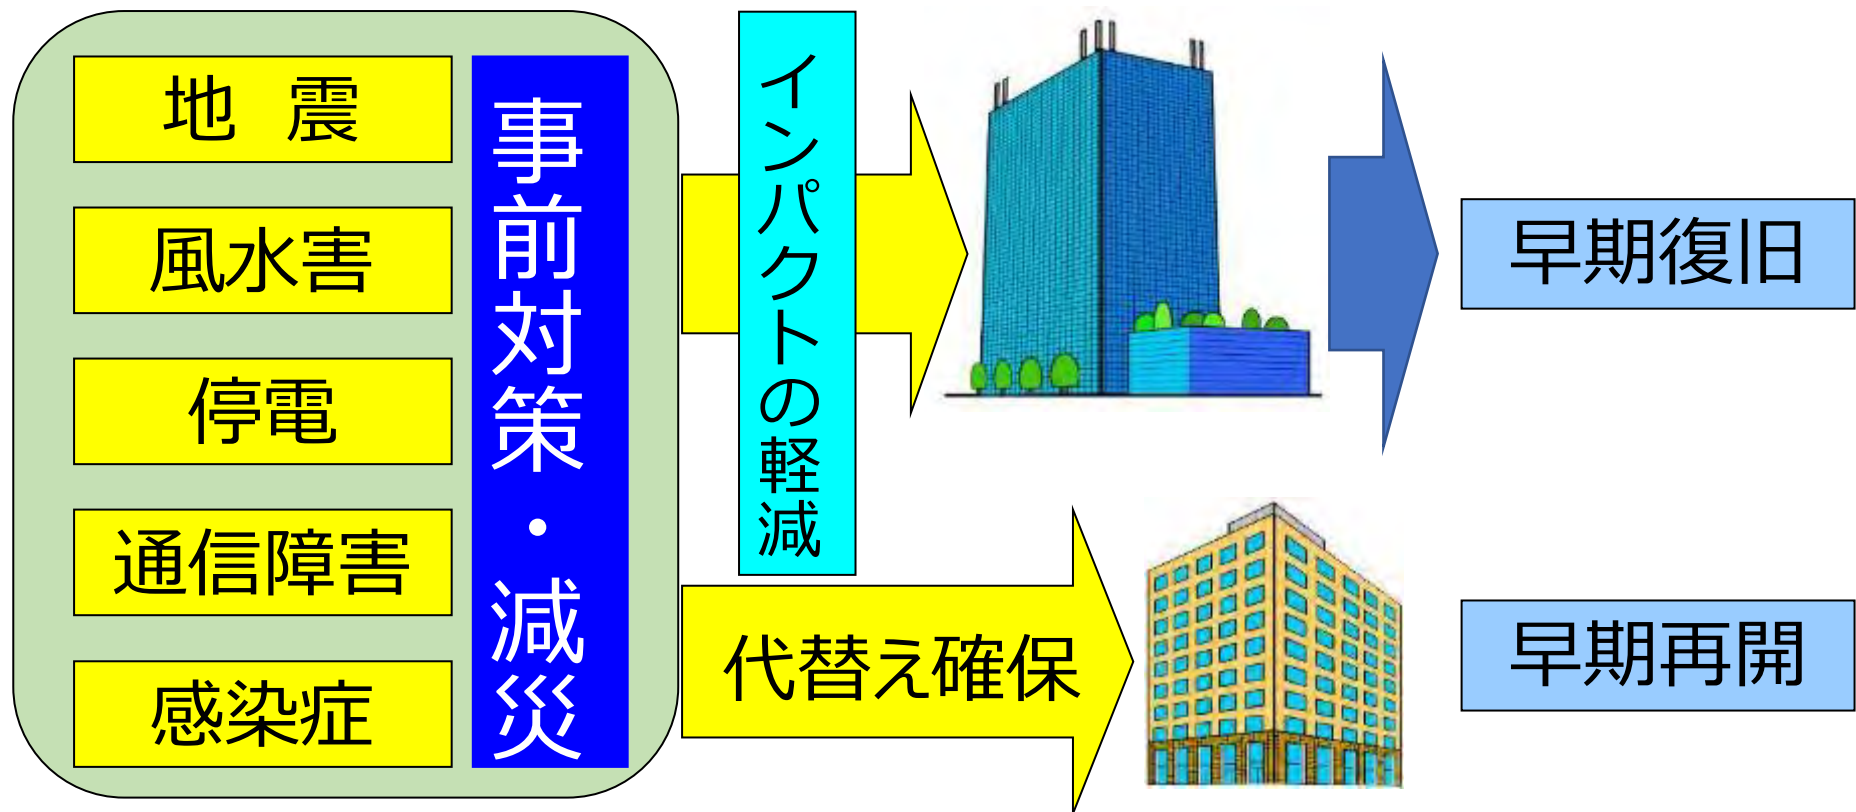 地 震
風水害
停電
通信障害
感染症
事前対策・減災
インパクトの軽減
代替え確保
早期復旧
早期再開